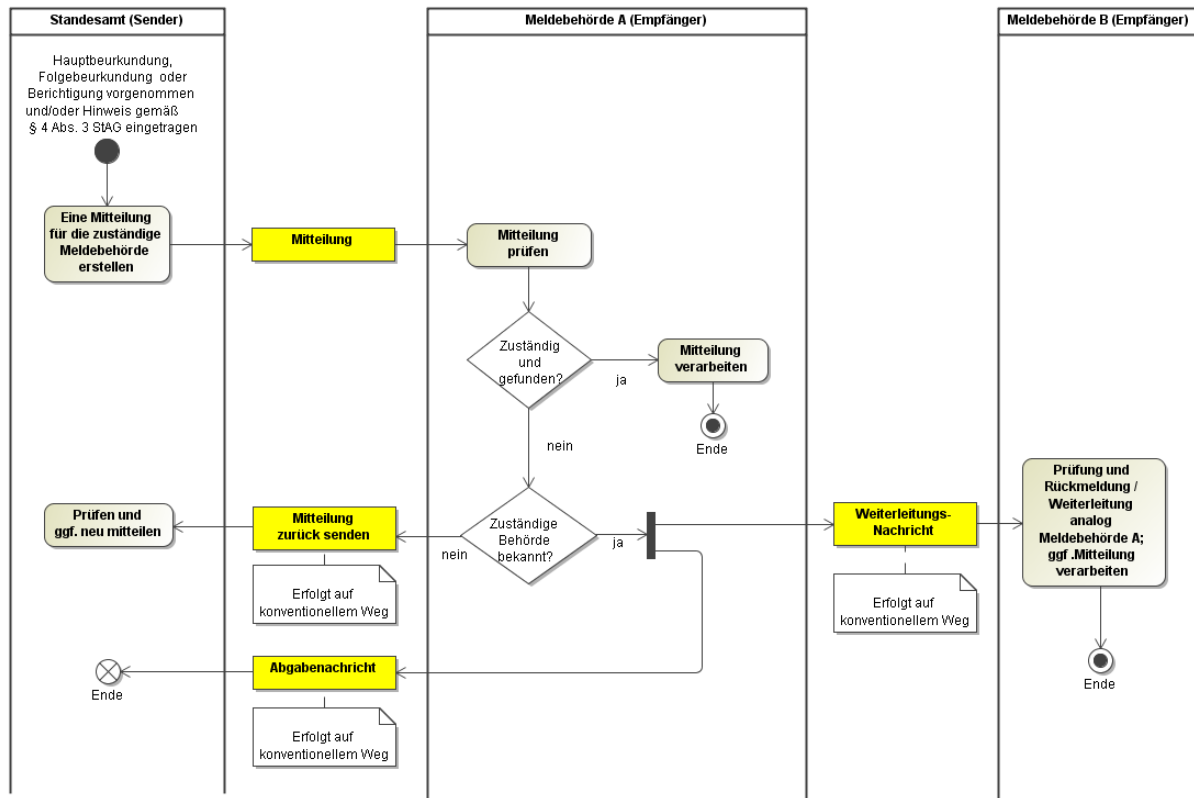 Standesamt (Sender)
Meldebehörde A (Empfänger)
Meldebehörde B (Empfänger)
Hauptbeurkundung,
Folgebeurkundung oder
Berichtigung vorgenommen
und/oder Hinweis gemäß
§ 4 Abs. 3 StAG eingetragen
Eine Mitteilung
für die zuständige
Meldebehörde
erstellen
Mitteilung
Mitteilung
prüfen
Zuständig
und
gefunden?
ja
Mitteilung
verarbeiten
Ende
nein
Prüfen und
ggf. neu mitteilen
Mitteilung
zurück senden
nein
Zuständige
Behörde
bekannt?
ja
Weiterleitungs-
Nachricht
Prüfung und
Rückmeldung /
Weiterleitung
analog
Meldebehörde A;
ggf .Mitteilung
verarbeiten
Erfolgt auf
konventionellem Weg
Erfolgt auf
konventionellem Weg
Abgabenachricht
Ende
Ende
Erfolgt auf
konventionellem Weg